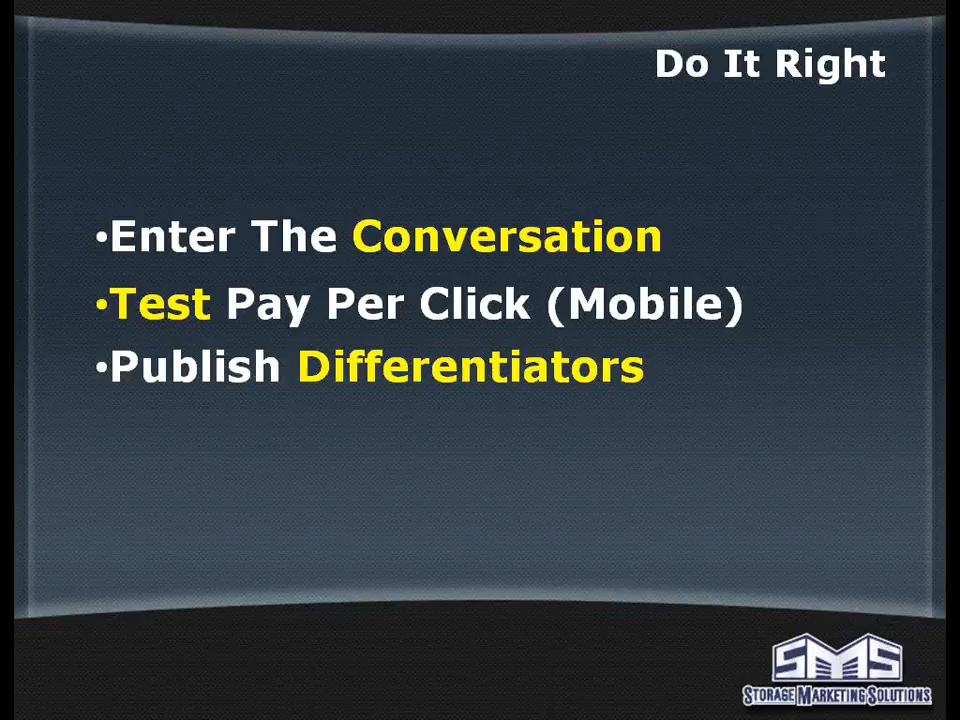 Do It Right
•Enter The Conversation
•Test Pay Per Click (Mobile)
•Publish Differentiators
SMS
STORAGE MARKETING SOLUTIONS